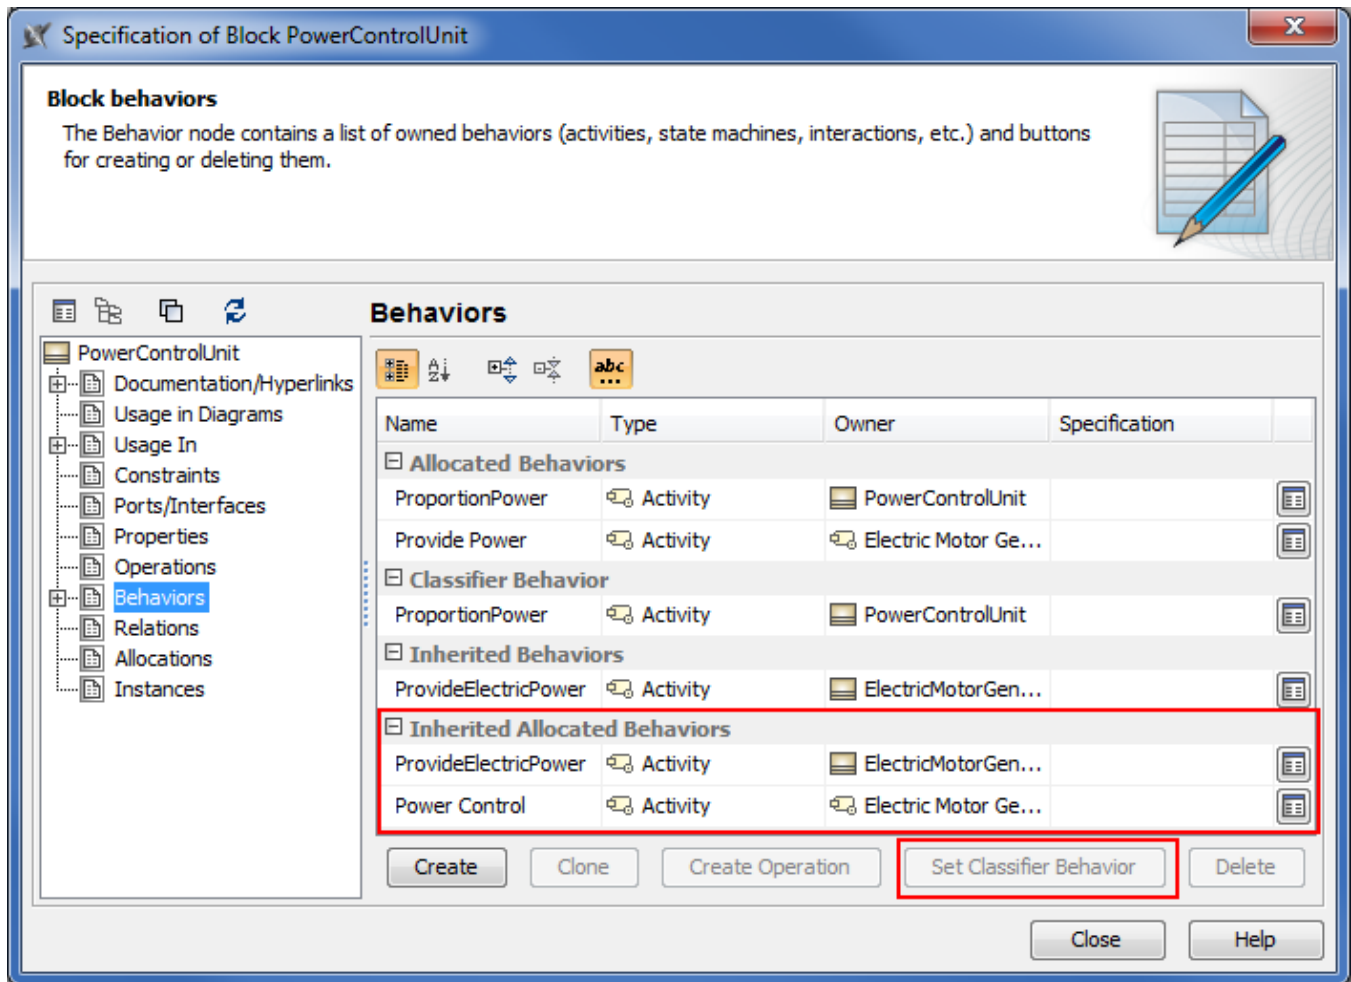 Specification of Block PowerControlUnit
X
Block behaviors
The Behavior node contains a list of owned behaviors (activities, state machines, interactions, etc.) and buttons
for creating or deleting them.
Behaviors
PowerControlUnit
Documentation/Hyperlinks
Usage in Diagrams
Usage In
Constraints
Ports/Interfaces
Properties
Operations
Behaviors
Relations
Allocations
Instances
A Z
abc
Name Type Owner Specification
Allocated Behaviors
ProportionPower Activity PowerControlUnit
Provide Power Activity Electric Motor Ge...
Classifier Behavior
ProportionPower Activity PowerControlUnit
Inherited Behaviors
ProvideElectricPower Activity ElectricMotorGen...
Inherited Allocated Behaviors
ProvideElectricPower Activity ElectricMotorGen...
Power Control Activity Electric Motor Ge...
Create Clone Create Operation Set Classifier Behavior Delete
Close Help